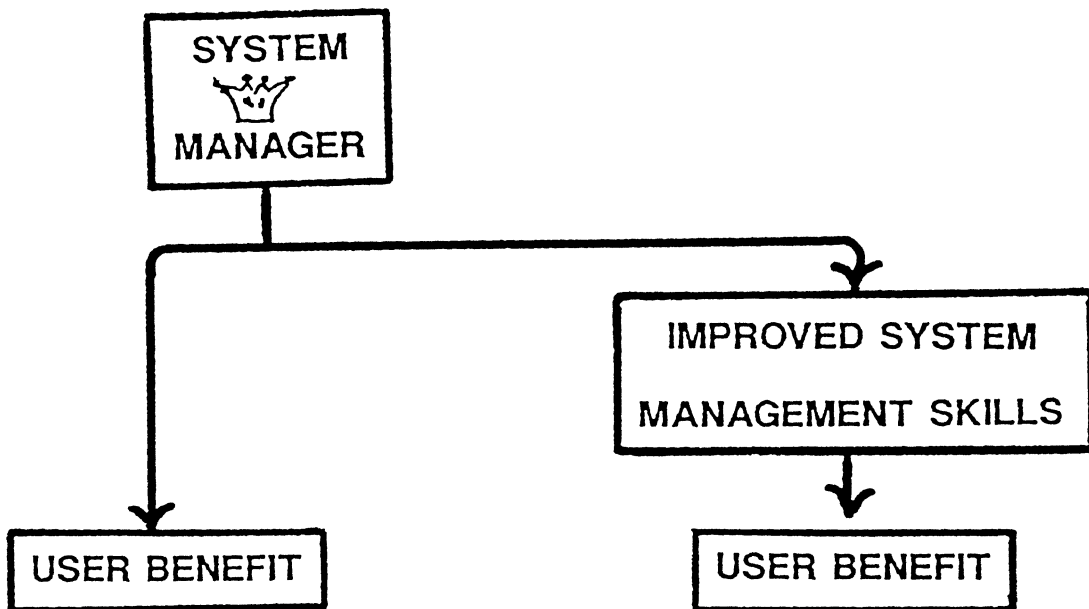 SYSTEM
MANAGER
IMPROVED SYSTEM
MANAGEMENT SKILLS
USER BENEFIT
USER BENEFIT